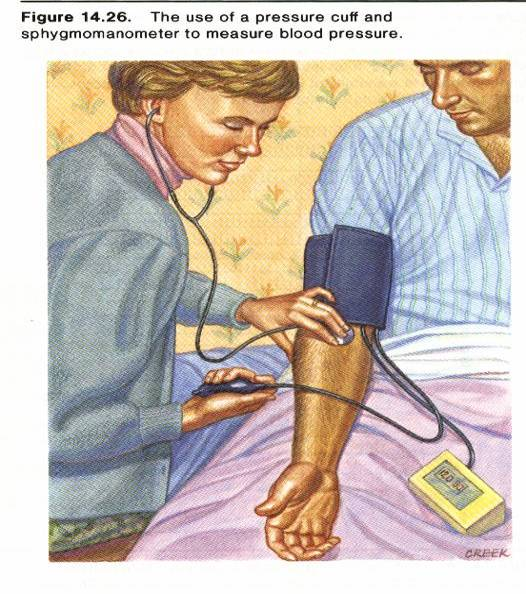 Figure 14.26. The use of a pressure cuff and
sphygmomanometer to measure blood pressure.
CREEK